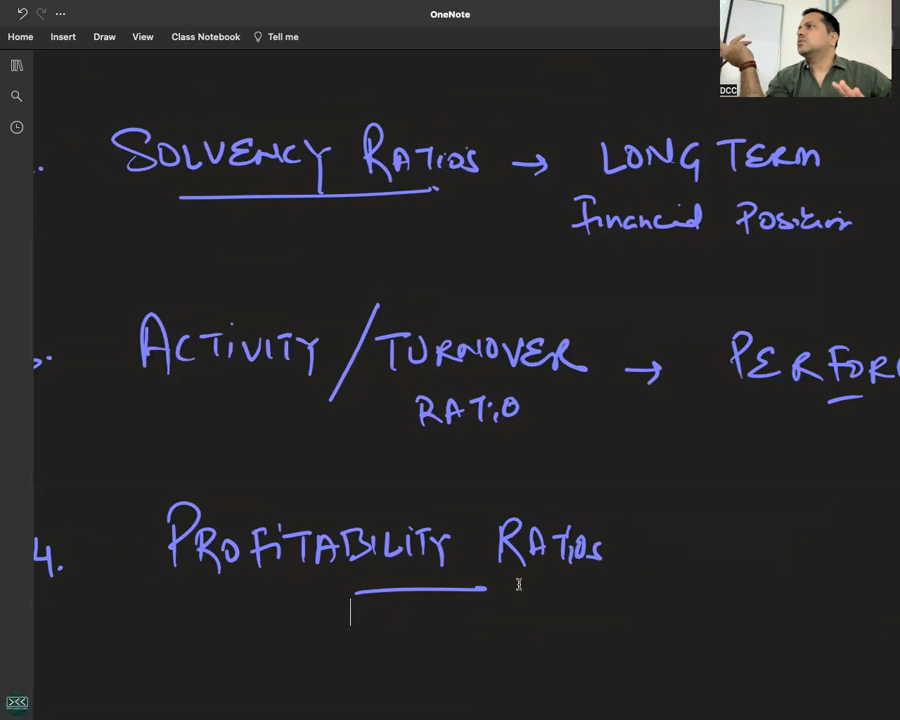 OneNote
Home Insert Draw View Class Notebook Tell me
DCC
SOLVENCY RATIOS → LONG TERM
Financial Position
ACTIVITY / TURNOVER → PERFOR
RATIO
4. PROFITABILITY RATIOS